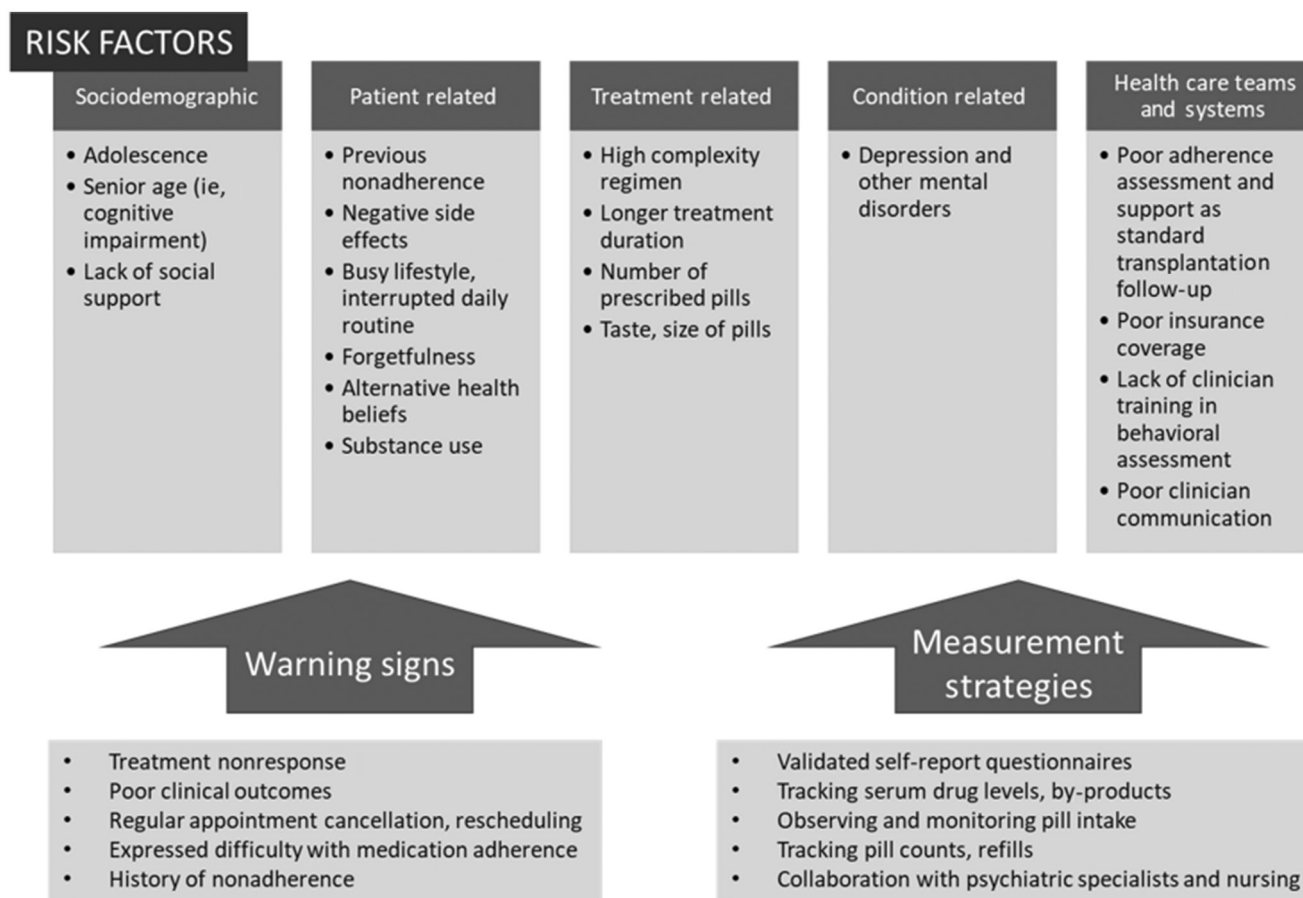 RISK FACTORS
Sociodemographic
• Adolescence
• Senior age (ie,
cognitive
impairment)
• Lack of social
support
Patient related
• Previous
nonadherence
• Negative side
effects
• Busy lifestyle,
interrupted daily
routine
• Forgetfulness
• Alternative health
beliefs
• Substance use
Treatment related
• High complexity
regimen
• Longer treatment
duration
• Number of
prescribed pills
• Taste, size of pills
Condition related
• Depression and
other mental
disorders
Health care teams
and systems
• Poor adherence
assessment and
support as
standard
transplantation
follow-up
• Poor insurance
coverage
• Lack of clinician
training in
behavioral
assessment
• Poor clinician
communication
Warning signs
• Treatment nonresponse
• Poor clinical outcomes
• Regular appointment cancellation, rescheduling
• Expressed difficulty with medication adherence
• History of nonadherence
Measurement
strategies
• Validated self-report questionnaires
• Tracking serum drug levels, by-products
• Observing and monitoring pill intake
• Tracking pill counts, refills
• Collaboration with psychiatric specialists and nursing